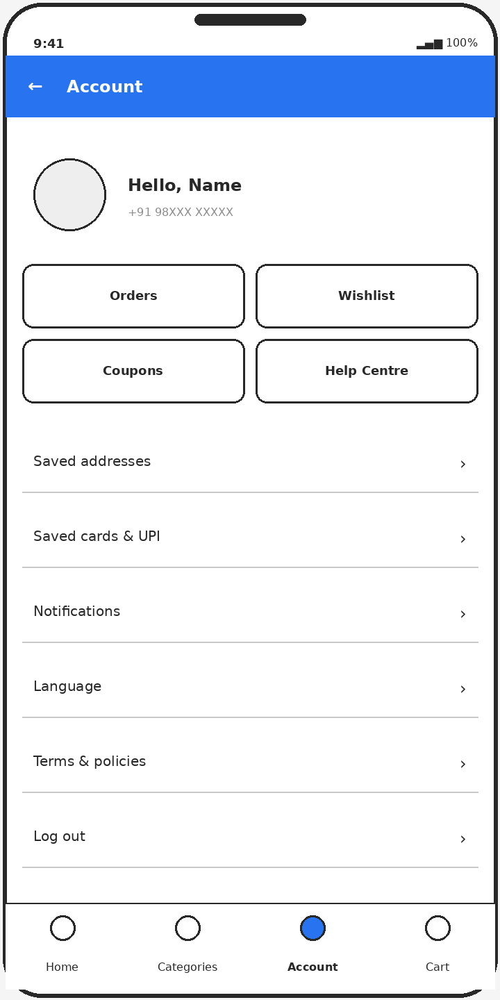 9:41 100%
← Account
Hello, Name
+91 98XXX XXXXX
Orders Wishlist
Coupons Help Centre
Saved addresses ›
Saved cards & UPI ›
Notifications ›
Language ›
Terms & policies ›
Log out ›
Home Categories Account Cart